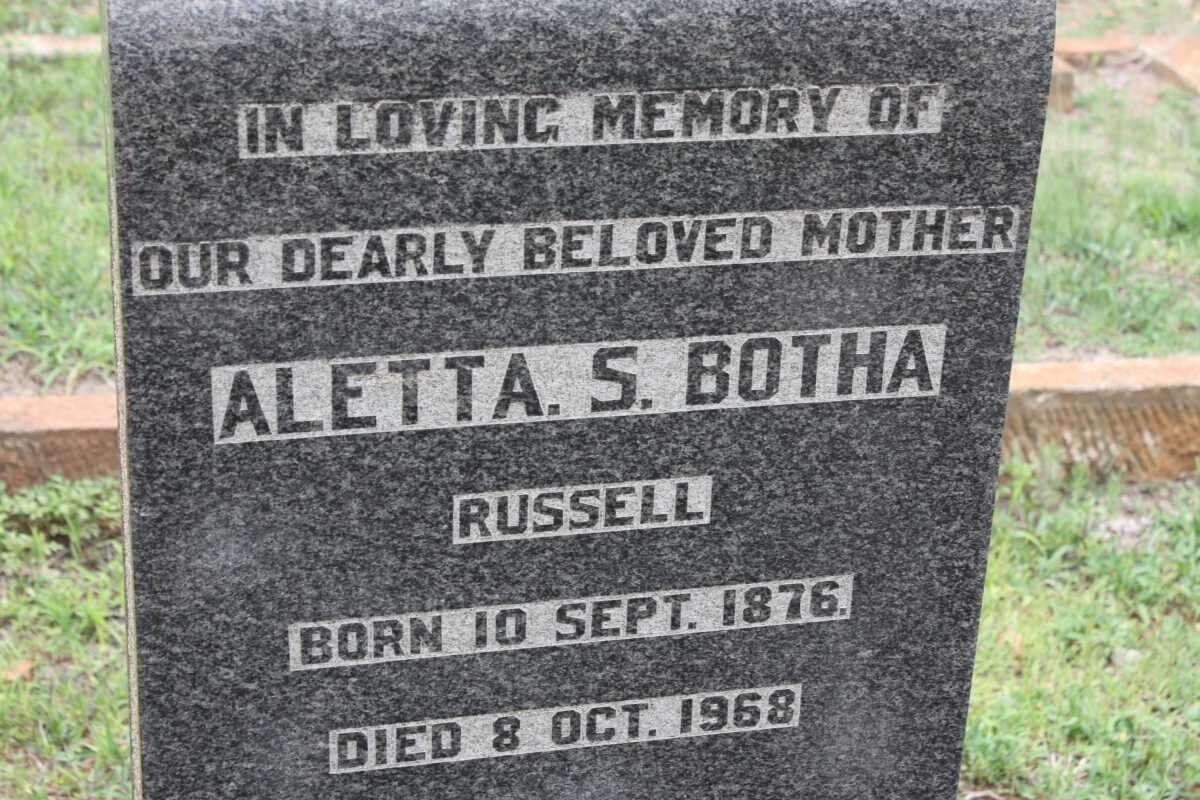 IN LOVING MEMORY OF
OUR DEARLY BELOVED MOTHER
ALETTA. S. BOTHA
RUSSELL
BORN 10 SEPT. 1876.
DIED 8 OCT. 1968